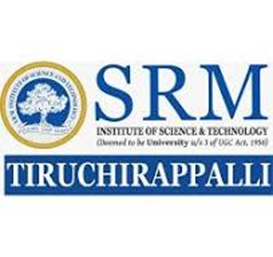 SRM
INSTITUTE OF SCIENCE & TECHNOLOGY
(Deemed to be University u/s 3 of UGC Act, 1956)
TIRUCHIRAPPALLI